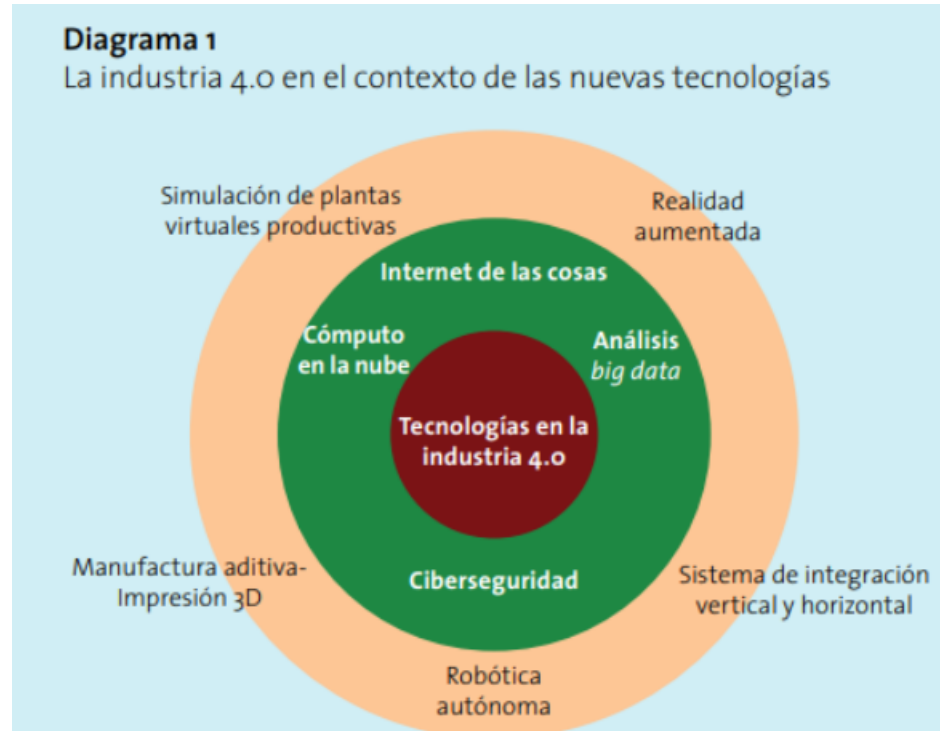 Diagrama 1
La industria 4.0 en el contexto de las nuevas tecnologías
Simulación de plantas
virtuales productivas
Realidad
aumentada
Internet de las cosas
Cómputo
en la nube
Análisis
big data
Tecnologías en la
industria 4.0
Manufactura aditiva-
Impresión 3D
Ciberseguridad
Sistema de integración
vertical y horizontal
Robótica
autónoma